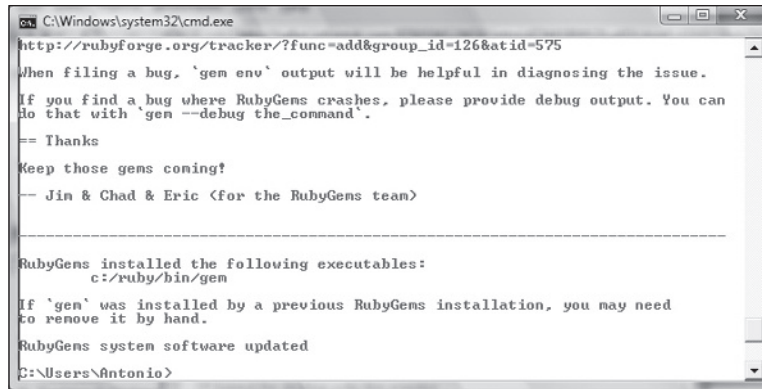 C:\Windows\system32\cmd.exe
http://rubyforge.org/tracker/?func=add&group_id=126&atid=575
When filing a bug, `gem env` output will be helpful in diagnosing the issue.
If you find a bug where RubyGems crashes, please provide debug output. You can
do that with `gem --debug the_command`.
== Thanks
Keep those gems coming!
-- Jim & Chad & Eric (for the RubyGems team)
--------------------------------------------------------------------------------
RubyGems installed the following executables:
c:/ruby/bin/gem
If `gem` was installed by a previous RubyGems installation, you may need
to remove it by hand.
RubyGems system software updated
C:\Users\Antonio>